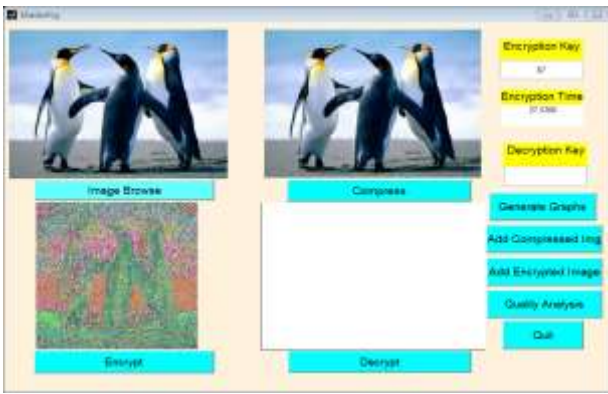 Encryption Key
Encryption Time
Decryption Key
Image Browse
Compress
Generate Graphs
Add Compressed Img
Add Encrypted Image
Quality Analysis
Quit
Encrypt
Decrypt